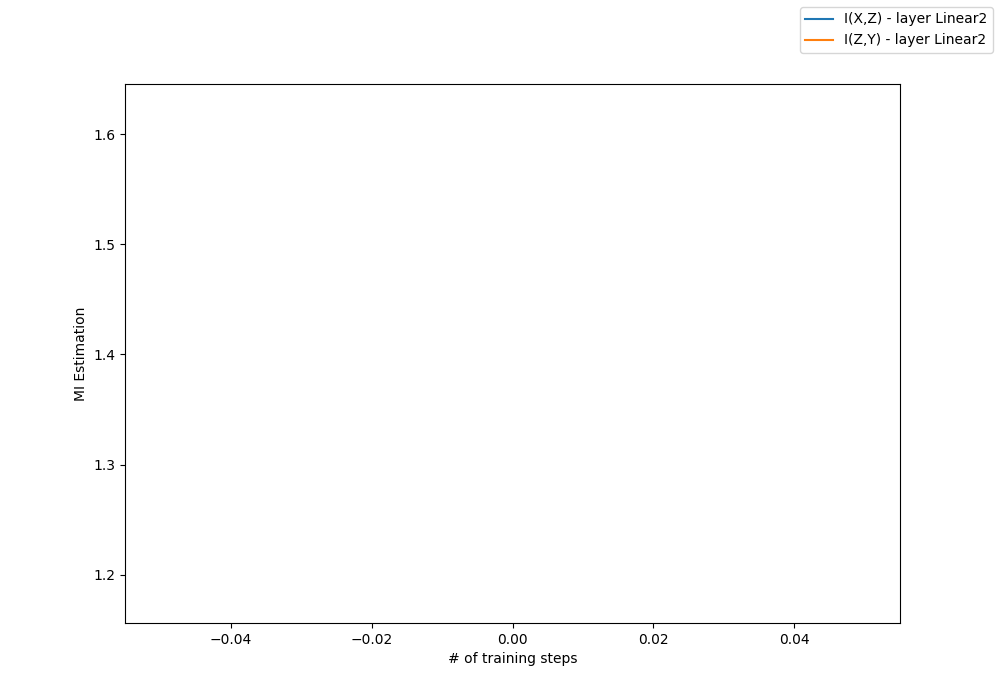 I(X,Z) - layer Linear2
I(Z,Y) - layer Linear2
1.6
1.5
1.4
1.3
1.2
MI Estimation
−0.04
−0.02
0.00
0.02
0.04
# of training steps